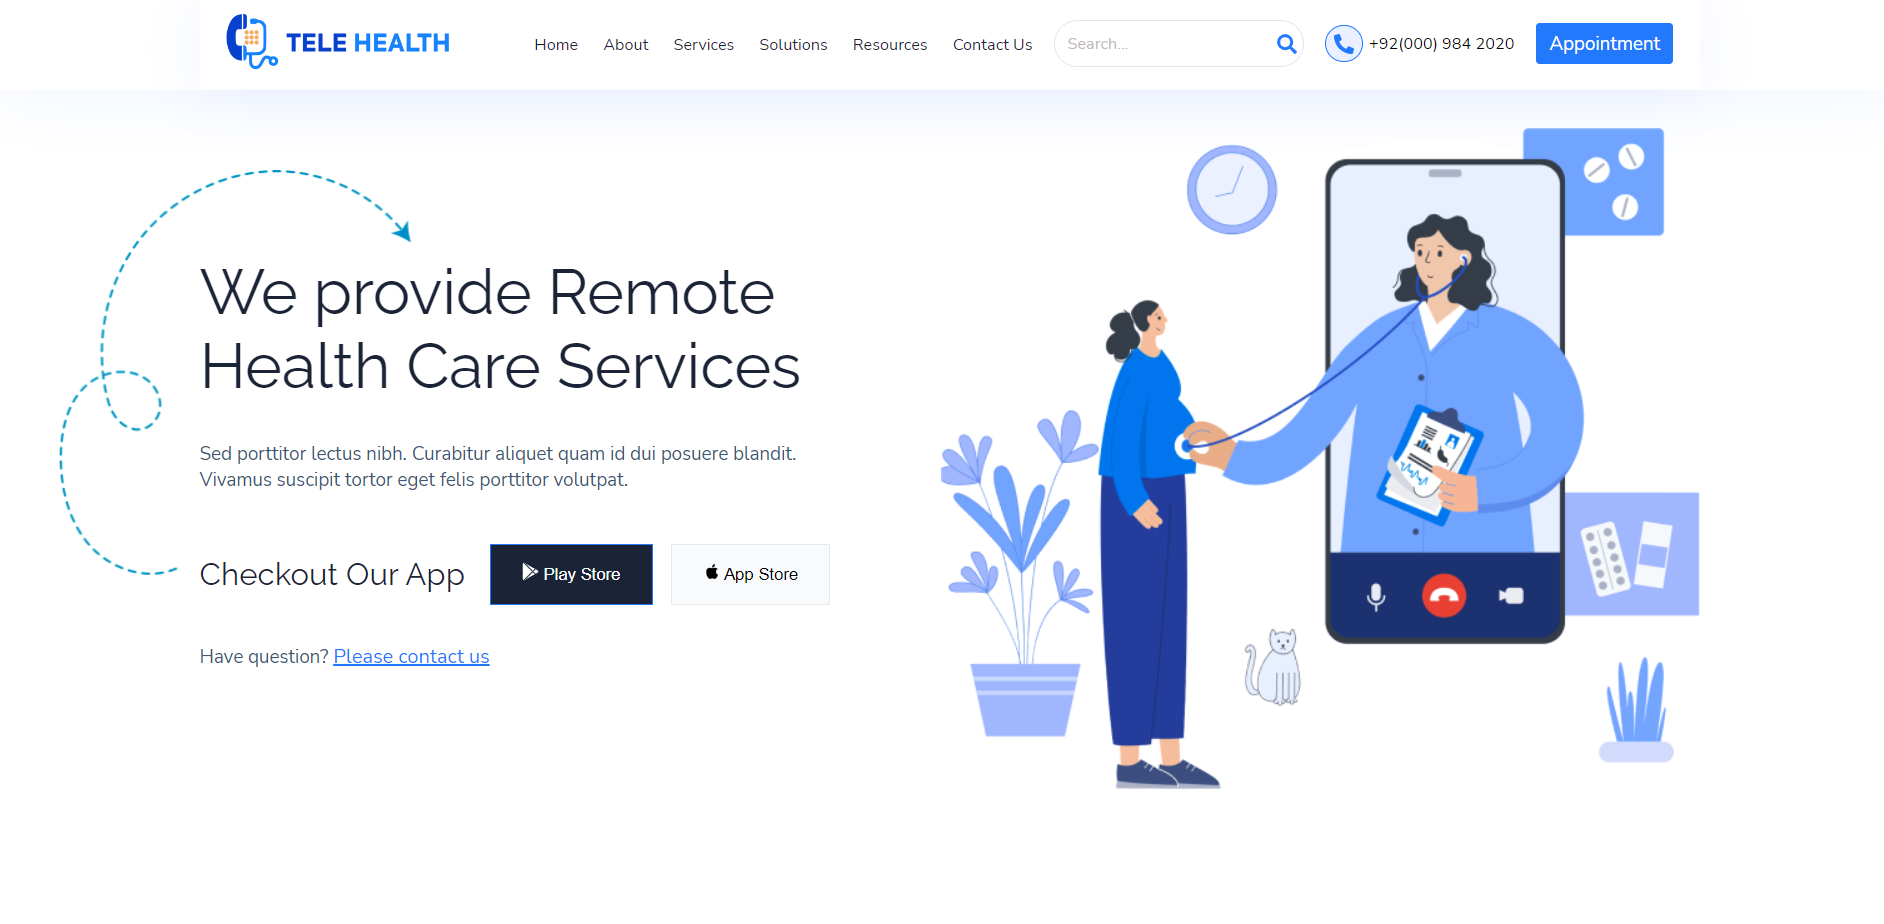 TELE HEALTH
Home About Services Solutions Resources Contact Us
Search...
+92(000) 984 2020
Appointment
We provide Remote
Health Care Services
Sed porttitor lectus nibh. Curabitur aliquet quam id dui posuere blandit.
Vivamus suscipit tortor eget felis porttitor volutpat.
Checkout Our App
Play Store
App Store
Have question? Please contact us